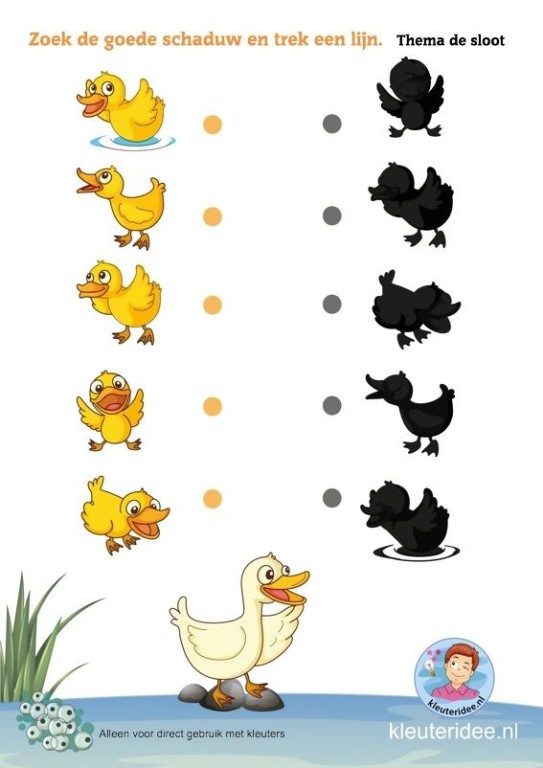 Zoek de goede schaduw en trek een lijn. Thema de sloot
kleuteridee.nl
Alleen voor direct gebruik met kleuters
kleuteridee.nl